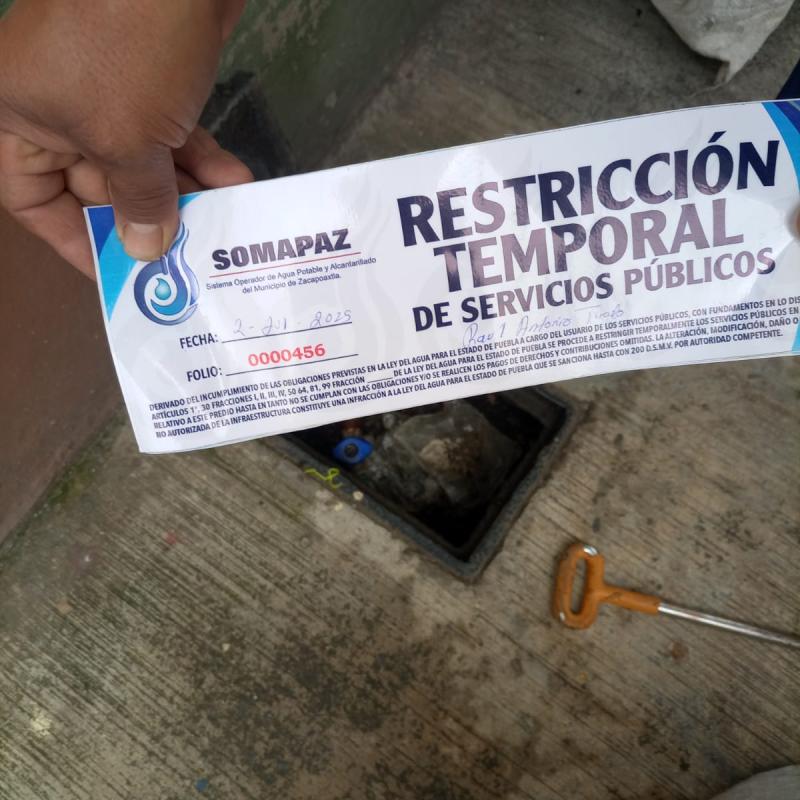 SOMAPAZ
Sistema Operador de Agua Potable y Alcantarillado
del Municipio de Zacapoaxtla.
FECHA: 2-Jul-2025
FOLIO: 0000456
RESTRICCIÓN
TEMPORAL
DE SERVICIOS PÚBLICOS
Raul Antonio
DERIVADO DEL INCUMPLIMIENTO DE LAS OBLIGACIONES PREVISTAS EN LA LEY DEL AGUA PARA EL ESTADO DE PUEBLA A CARGO DEL USUARIO DE LOS SERVICIOS PÚBLICOS, CON FUNDAMENTOS EN LO DIS
ARTÍCULOS 1°, 30 FRACCIONES I, II, III, IV, 50 64, 81, 99 FRACCIÓN ______ DE LA LEY DEL AGUA PARA EL ESTADO DE PUEBLA SE PROCEDE A RESTRINGIR TEMPORALMENTE LOS SERVICIOS PÚBLICOS EN
RELATIVO A ESTE PREDIO HASTA EN TANTO NO SE CUMPLAN CON LAS OBLIGACIONES Y/O SE REALICEN LOS PAGOS DE DERECHOS Y CONTRIBUCIONES OMITIDAS. LA ALTERACIÓN, MODIFICACIÓN, DAÑO O
NO AUTORIZADA DE LA INFRAESTRUCTURA CONSTITUYE UNA INFRACCIÓN A LA LEY DEL AGUA PARA EL ESTADO DE PUEBLA QUE SE SANCIONA HASTA CON 200 D.S.M.V. POR AUTORIDAD COMPETENTE.